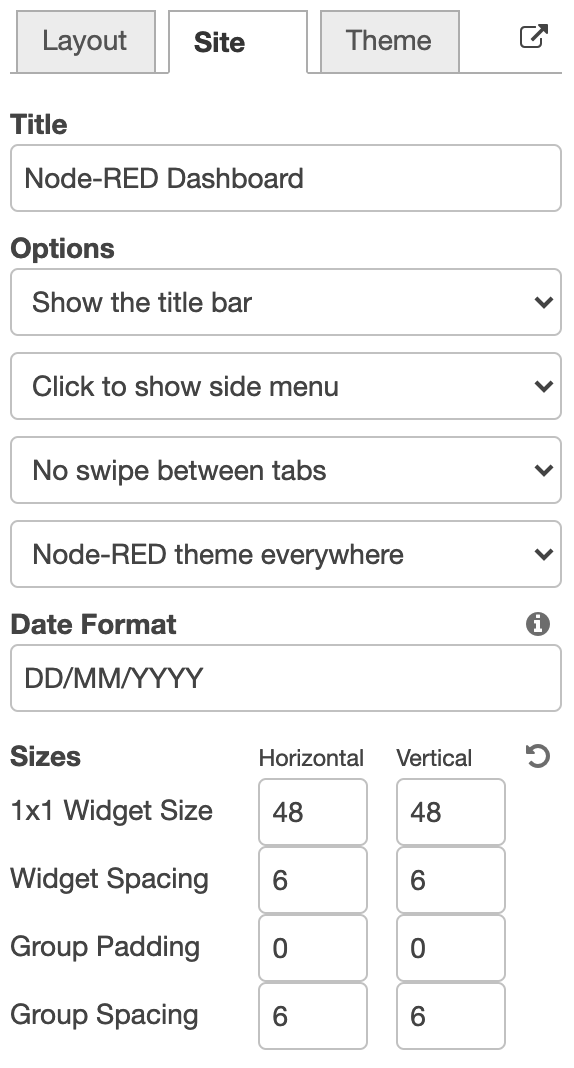 Layout Site Theme
Title
Node-RED Dashboard
Options
Show the title bar
Click to show side menu
No swipe between tabs
Node-RED theme everywhere
Date Format
DD/MM/YYYY
Sizes Horizontal Vertical
1x1 Widget Size 48 48
Widget Spacing 6 6
Group Padding 0 0
Group Spacing 6 6